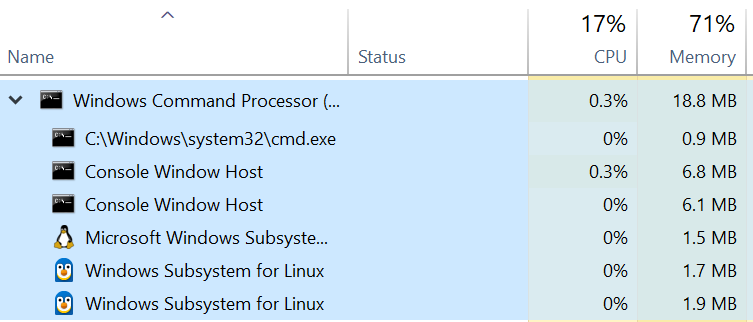 17% 71%
Name Status CPU Memory
Windows Command Processor (... 0.3% 18.8 MB
C:\Windows\system32\cmd.exe 0% 0.9 MB
Console Window Host 0.3% 6.8 MB
Console Window Host 0% 6.1 MB
Microsoft Windows Subsyste... 0% 1.5 MB
Windows Subsystem for Linux 0% 1.7 MB
Windows Subsystem for Linux 0% 1.9 MB